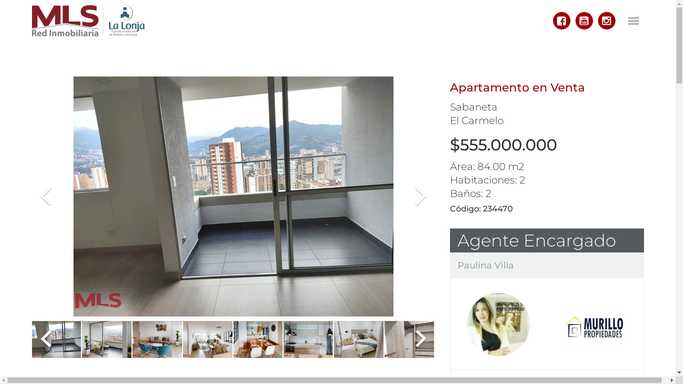 MLS
Red Inmobiliaria
La Lonja
Apartamento en Venta
Sabaneta
El Carmelo
$555.000.000
Área: 84.00 m2
Habitaciones: 2
Baños: 2
Código: 234470
Agente Encargado
Paulina Villa
MLS
MURILLO
PROPIEDADES